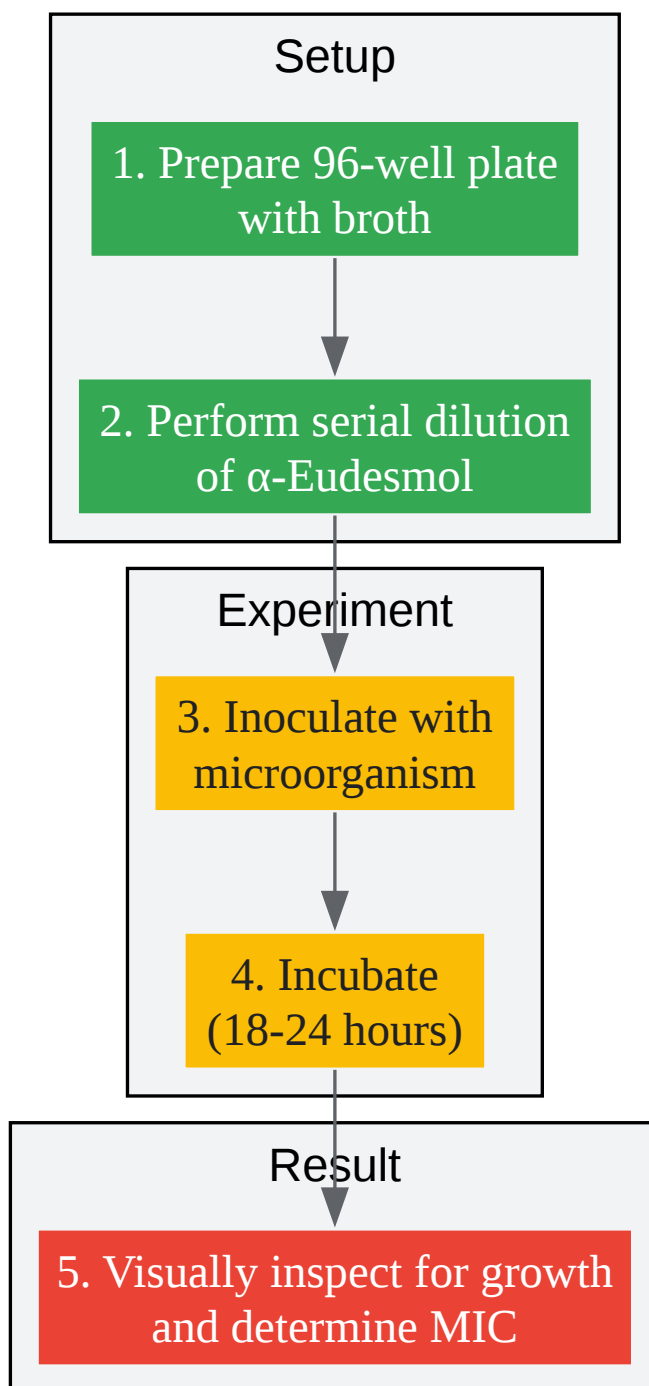 Setup
1. Prepare 96-well plate
with broth
2. Perform serial dilution
of α-Eudesmol
Experiment
3. Inoculate with
microorganism
4. Incubate
(18-24 hours)
Result
5. Visually inspect for growth
and determine MIC